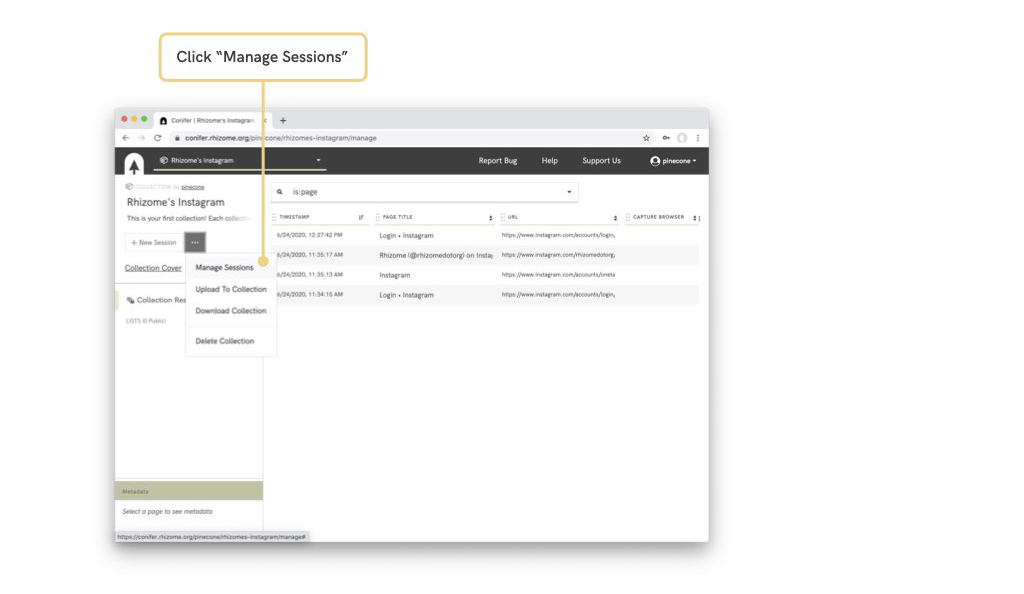 Click “Manage Sessions”
Conifer | Rhizome's Instagram
conifer.rhizome.org/pinecone/rhizomes-instagram/manage
Rhizome's Instagram
Report Bug
Help
Support Us
pinecone
COLLECTION by pinecone
is:page
Rhizome's Instagram
This is your first collection! Each
TIMESTAMP
PAGE TITLE
URL
CAPTURE BROWSER
6/24/2020, 12:27:42 PM
Login • Instagram
https://www.instagram.com/accounts/login,
+ New Session
...
6/24/2020, 11:35:17 AM
Rhizome (@rhizomedotorg) on Insta
https://www.instagram.com/rhizomedotorg,
Collection Cover
Manage Sessions
6/24/2020, 11:35:13 AM
Instagram
https://www.instagram.com/accounts/oneta
Upload To Collection
6/24/2020, 11:34:15 AM
Login • Instagram
https://www.instagram.com/accounts/login,
Collection Res
Download Collection
LISTS (0 Public)
Delete Collection
Metadata
Select a page to see metadata
https://conifer.rhizome.org/pinecone/rhizomes-instagram/manage#